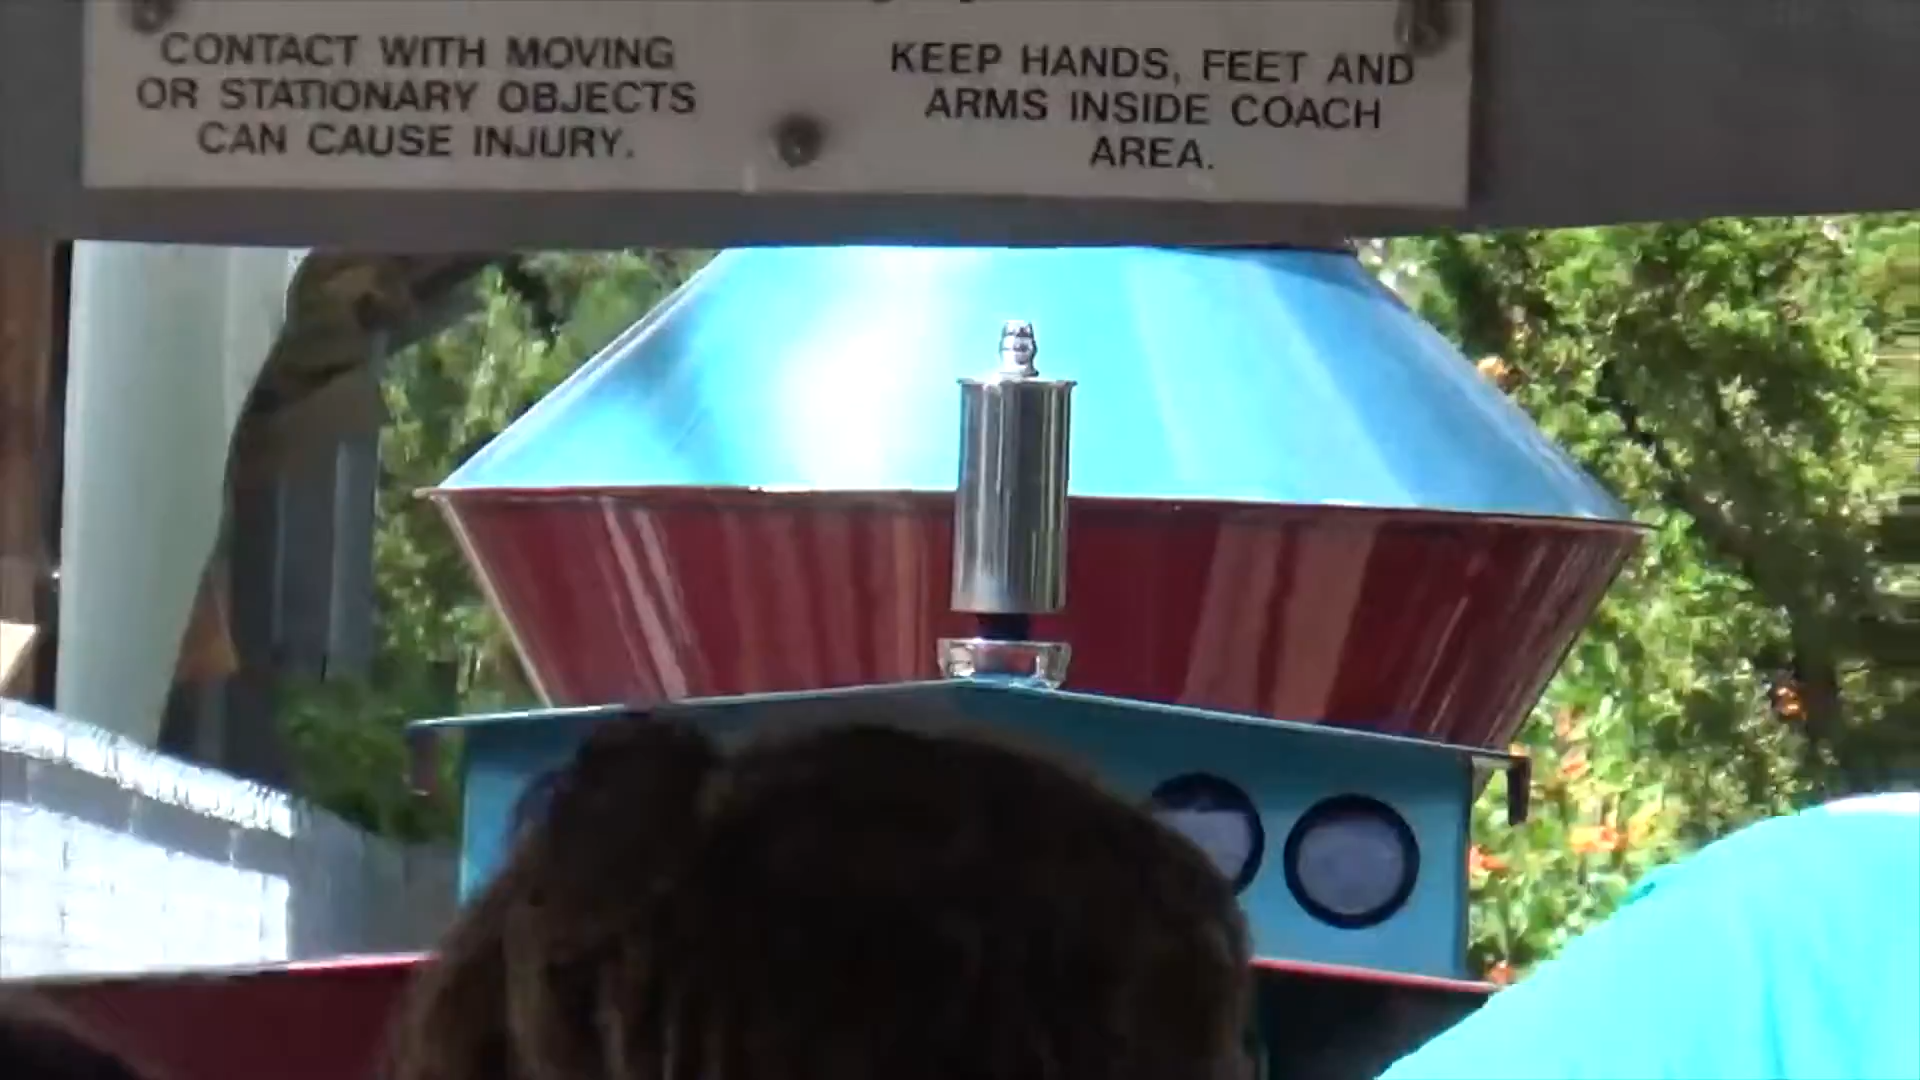 CONTACT WITH MOVING
OR STATIONARY OBJECTS
CAN CAUSE INJURY.
KEEP HANDS, FEET AND
ARMS INSIDE COACH
AREA.